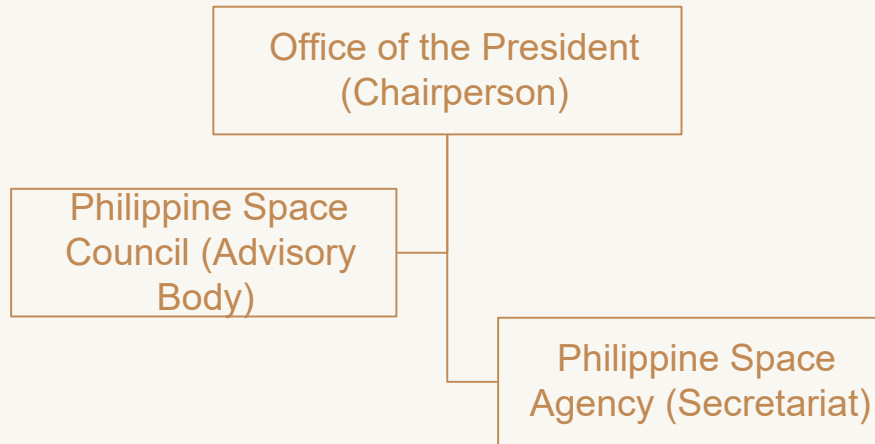 Office of the President
(Chairperson)
Philippine Space
Council (Advisory
Body)
Philippine Space
Agency (Secretariat)